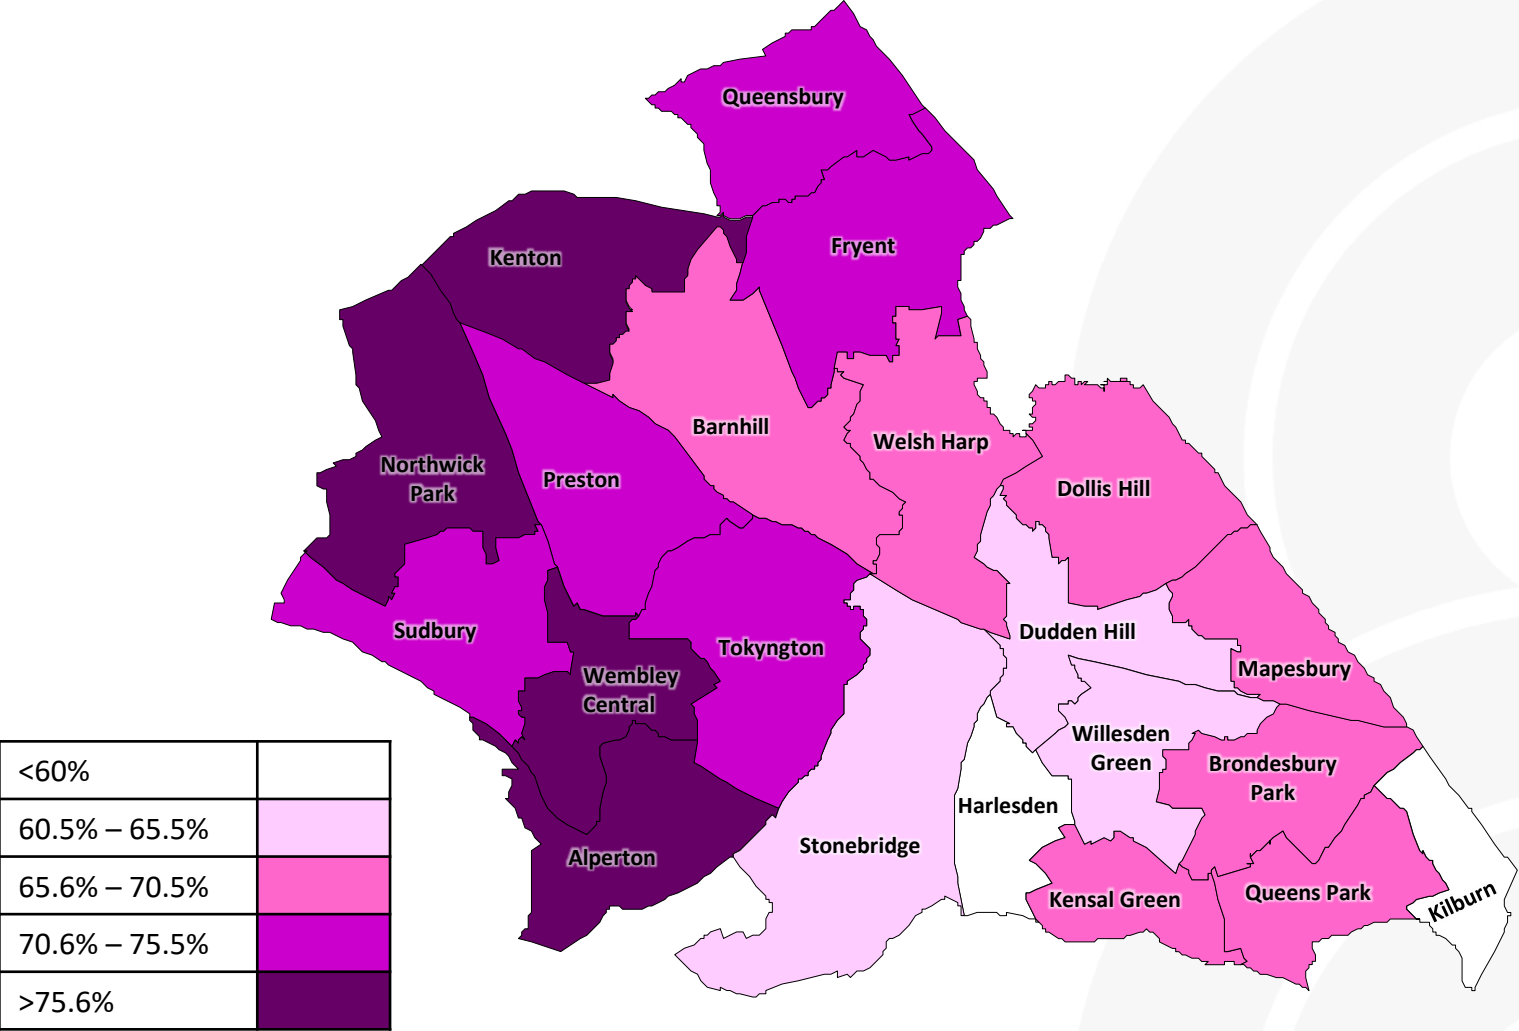 Queensbury
Fryent
Kenton
Barnhill
Welsh Harp
Northwick
Park
Preston
Dollis Hill
Sudbury
Dudden Hill
Tokyngton
Wembley
Central
Mapesbury
Willesden
Green
Brondesbury
Park
Harlesden
Stonebridge
Alperton
Kensal Green
Queens Park
Kilburn
<60%
60.5% – 65.5%
65.6% – 70.5%
70.6% – 75.5%
>75.6%